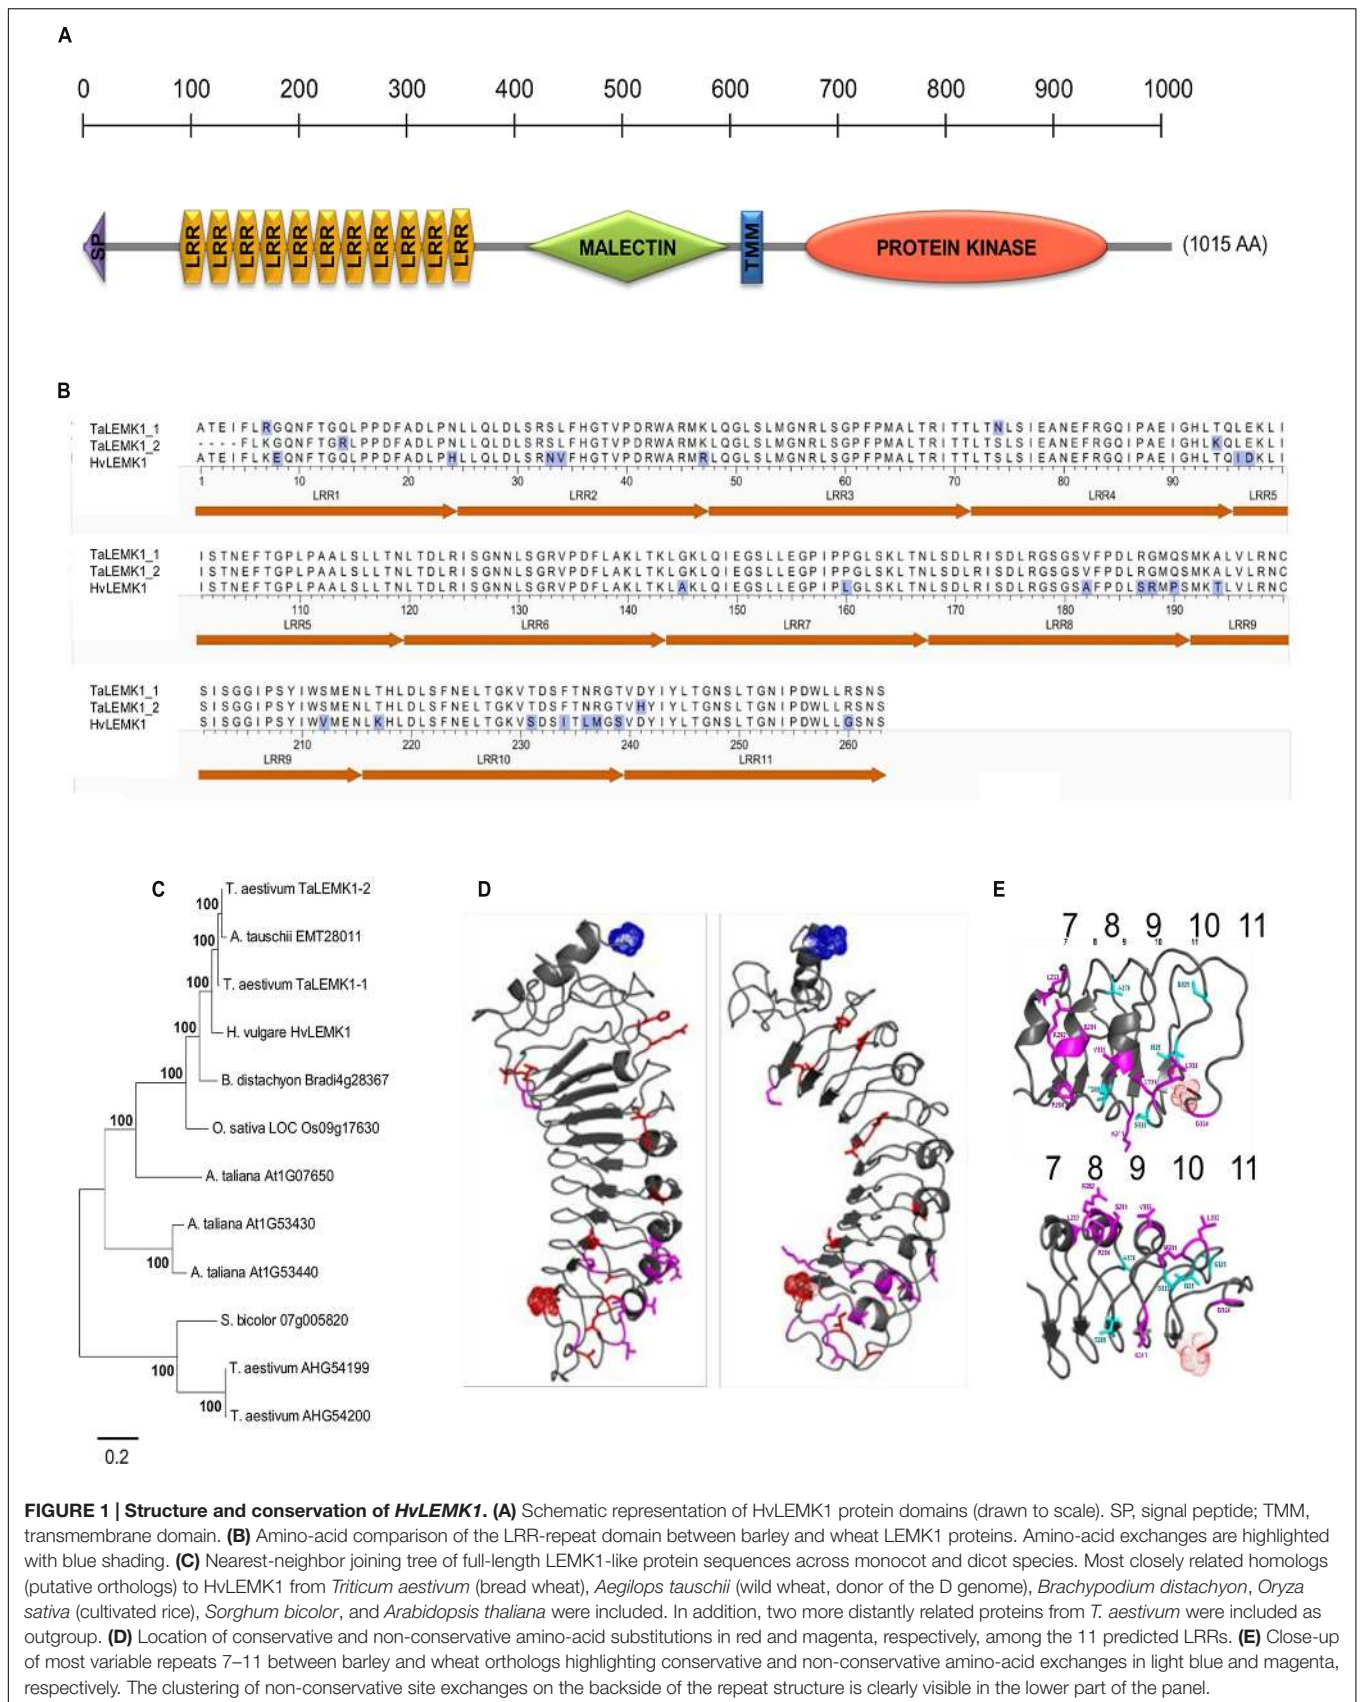 A
0 100 200 300 400 500 600 700 800 900 1000
SP LRR LRR LRR LRR LRR LRR LRR LRR LRR LRR LRR MALECTIN TMM PROTEIN KINASE (1015 AA)
B
TaLEMK1_1 ATEIFLRGQNFTGQLPPDFADLPNLLQLDLSRSLFHGTVPDRWARMKLQGLSLMGNRLSGPFPMALTRITTLTNLSIEANEFRGQIPAEIGHLTQLEKLI
TaLEMK1_2 ----FLKGQNFTGRLPPDFADLPNLLQLDLSRSLFHGTVPDRWARMKLQGLSLMGNRLSGPFPMALTRITTLTSLSIEANEFRGQIPAEIGHLKQLEKLI
HvLEMK1 ATEIFLKEQNFTGQLPPDFADLPHLLQLDLSRNVFHGTVPDRWARMRLQGLSLMGNRLSGPFPMALTRITTLTSLSIEANEFRGQIPAEIGHLTQIDKLI
1 10 20 30 40 50 60 70 80 90
LRR1 LRR2 LRR3 LRR4 LRR5
TaLEMK1_1 ISTNEFTGPLPAALSLLTNLTDLRISGNNLSGRVPDFLAKLTKLGKLQIEGSLLEGPIPPGLSKLTNLSDLRISDLRGSGSVFPDLRGMQSMKALVLRNC
TaLEMK1_2 ISTNEFTGPLPAALSLLTNLTDLRISGNNLSGRVPDFLAKLTKLGKLQIEGSLLEGPIPPGLSKLTNLSDLRISDLRGSGSVFPDLRGMQSMKALVLRNC
HvLEMK1 ISTNEFTGPLPAALSLLTNLTDLRISGNNLSGRVPDFLAKLTKLAKLQIEGSLLEGPIPLGLSKLTNLSDLRISDLRGSGSAFPDLSRMPSMKTLVLRNC
110 120 130 140 150 160 170 180 190
LRR5 LRR6 LRR7 LRR8 LRR9
TaLEMK1_1 SISGGIPSYIWSMENLTHLDLSFNELTGKVTDSFTNRGTVDYIYLTGNSLTGNIPDWLLRSNS
TaLEMK1_2 SISGGIPSYIWSMENLTHLDLSFNELTGKVTDSFTNRGTVHYIYLTGNSLTGNIPDWLLRSNS
HvLEMK1 SISGGIPSYIWVMENLKHLDLSFNELTGKVSDSITLMGSVDYIYLTGNSLTGNIPDWLLGSNS
210 220 230 240 250 260
LRR9 LRR10 LRR11
C
T. aestivum TaLEMK1-2
100
A. tauschii EMT28011
100
T. aestivum TaLEMK1-1
100
H. vulgare HvLEMK1
100
B. distachyon Bradi4g28367
100
O. sativa LOC Os09g17630
100
A. taliana At1G07650
A. taliana At1G53430
100
A. taliana At1G53440
S. bicolor 07g005820
100
T. aestivum AHG54199
100
T. aestivum AHG54200
0.2
D
E
7 8 9 10 11
7 8 9 10 11
7 8 9 10 11
FIGURE 1 | Structure and conservation of HvLEMK1. (A) Schematic representation of HvLEMK1 protein domains (drawn to scale). SP, signal peptide; TMM,
transmembrane domain. (B) Amino-acid comparison of the LRR-repeat domain between barley and wheat LEMK1 proteins. Amino-acid exchanges are highlighted
with blue shading. (C) Nearest-neighbor joining tree of full-length LEMK1-like protein sequences across monocot and dicot species. Most closely related homologs
(putative orthologs) to HvLEMK1 from Triticum aestivum (bread wheat), Aegilops tauschii (wild wheat, donor of the D genome), Brachypodium distachyon, Oryza
sativa (cultivated rice), Sorghum bicolor, and Arabidopsis thaliana were included. In addition, two more distantly related proteins from T. aestivum were included as
outgroup. (D) Location of conservative and non-conservative amino-acid substitutions in red and magenta, respectively, among the 11 predicted LRRs. (E) Close-up
of most variable repeats 7–11 between barley and wheat orthologs highlighting conservative and non-conservative amino-acid exchanges in light blue and magenta,
respectively. The clustering of non-conservative site exchanges on the backside of the repeat structure is clearly visible in the lower part of the panel.